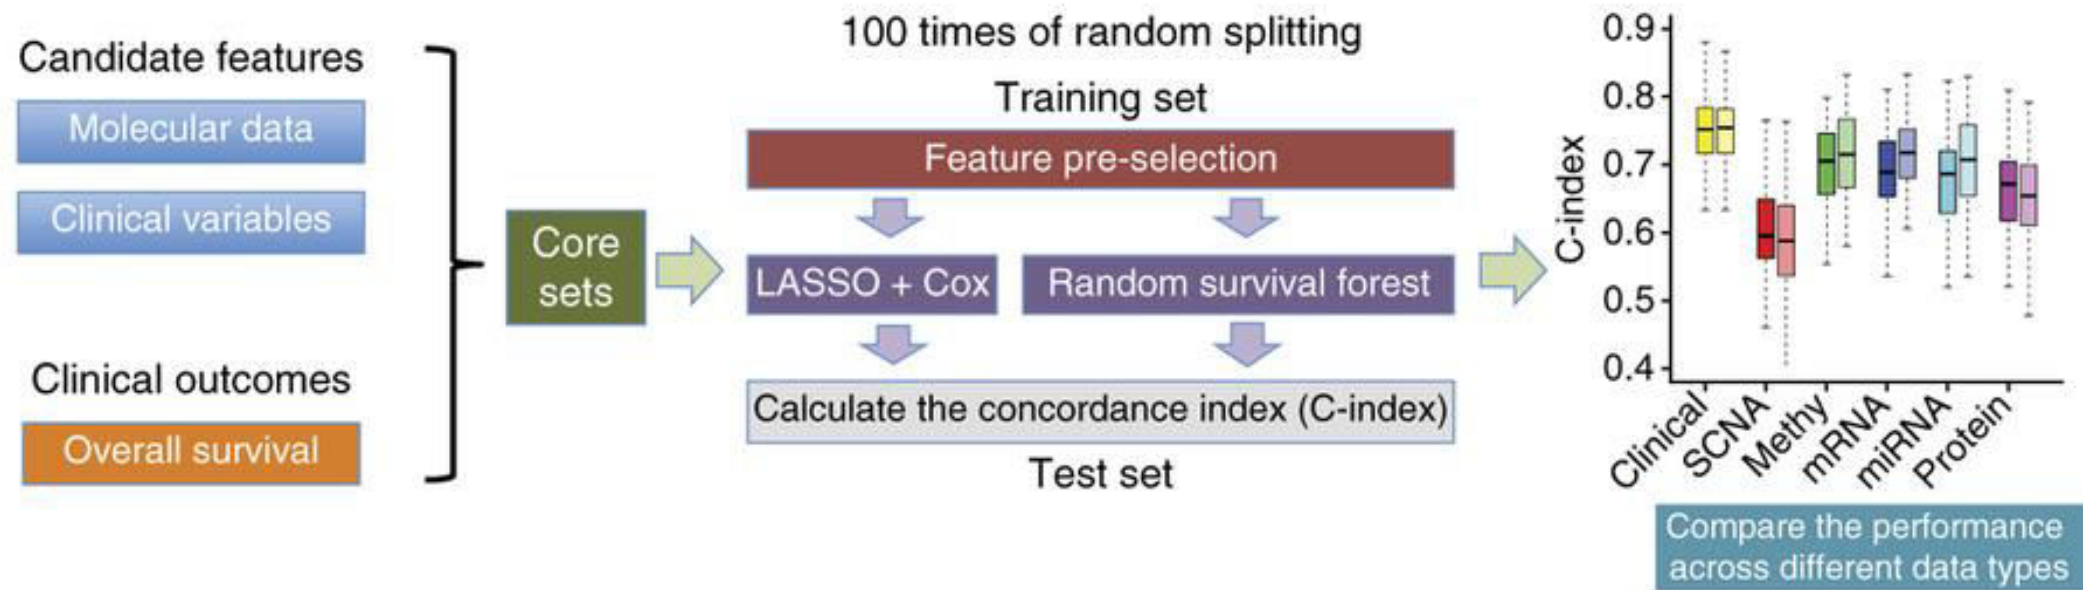 Candidate features
Molecular data
Clinical variables
Clinical outcomes
Overall survival
Core
sets
100 times of random splitting
Training set
Feature pre-selection
LASSO + Cox
Random survival forest
Calculate the concordance index (C-index)
Test set
C-index
0.9
0.8
0.7
0.6
0.5
0.4
Clinical
SCNA
Methy
mRNA
miRNA
Protein
Compare the performance
across different data types